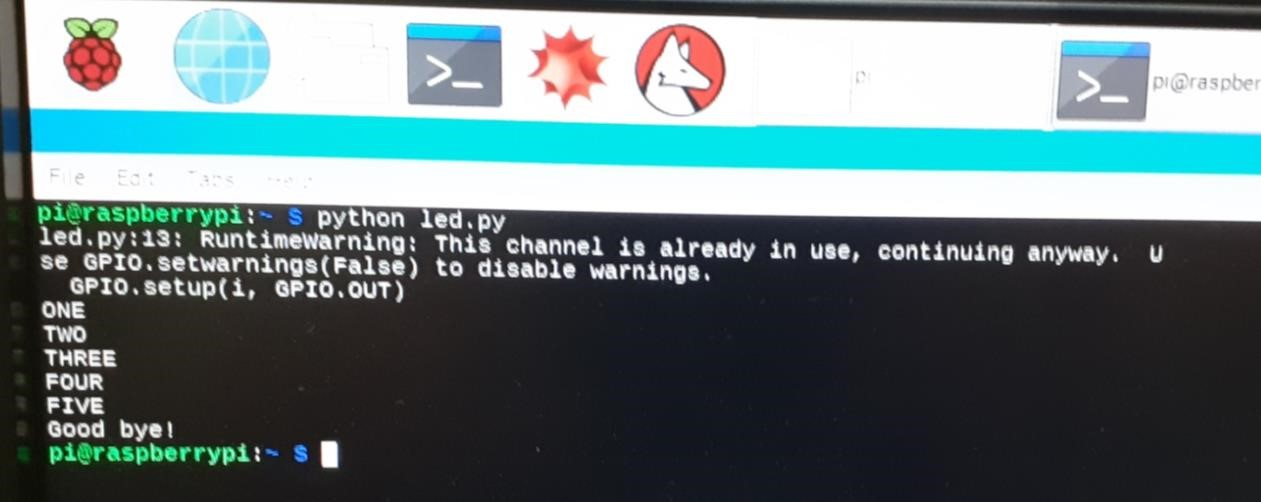 pi@raspber
File Edit Tabs Help
pi@raspberrypi:~ $ python led.py
led.py:13: RuntimeWarning: This channel is already in use, continuing anyway.  U
se GPIO.setwarnings(False) to disable warnings.
  GPIO.setup(i, GPIO.OUT)
ONE
TWO
THREE
FOUR
FIVE
Good bye!
pi@raspberrypi:~ $